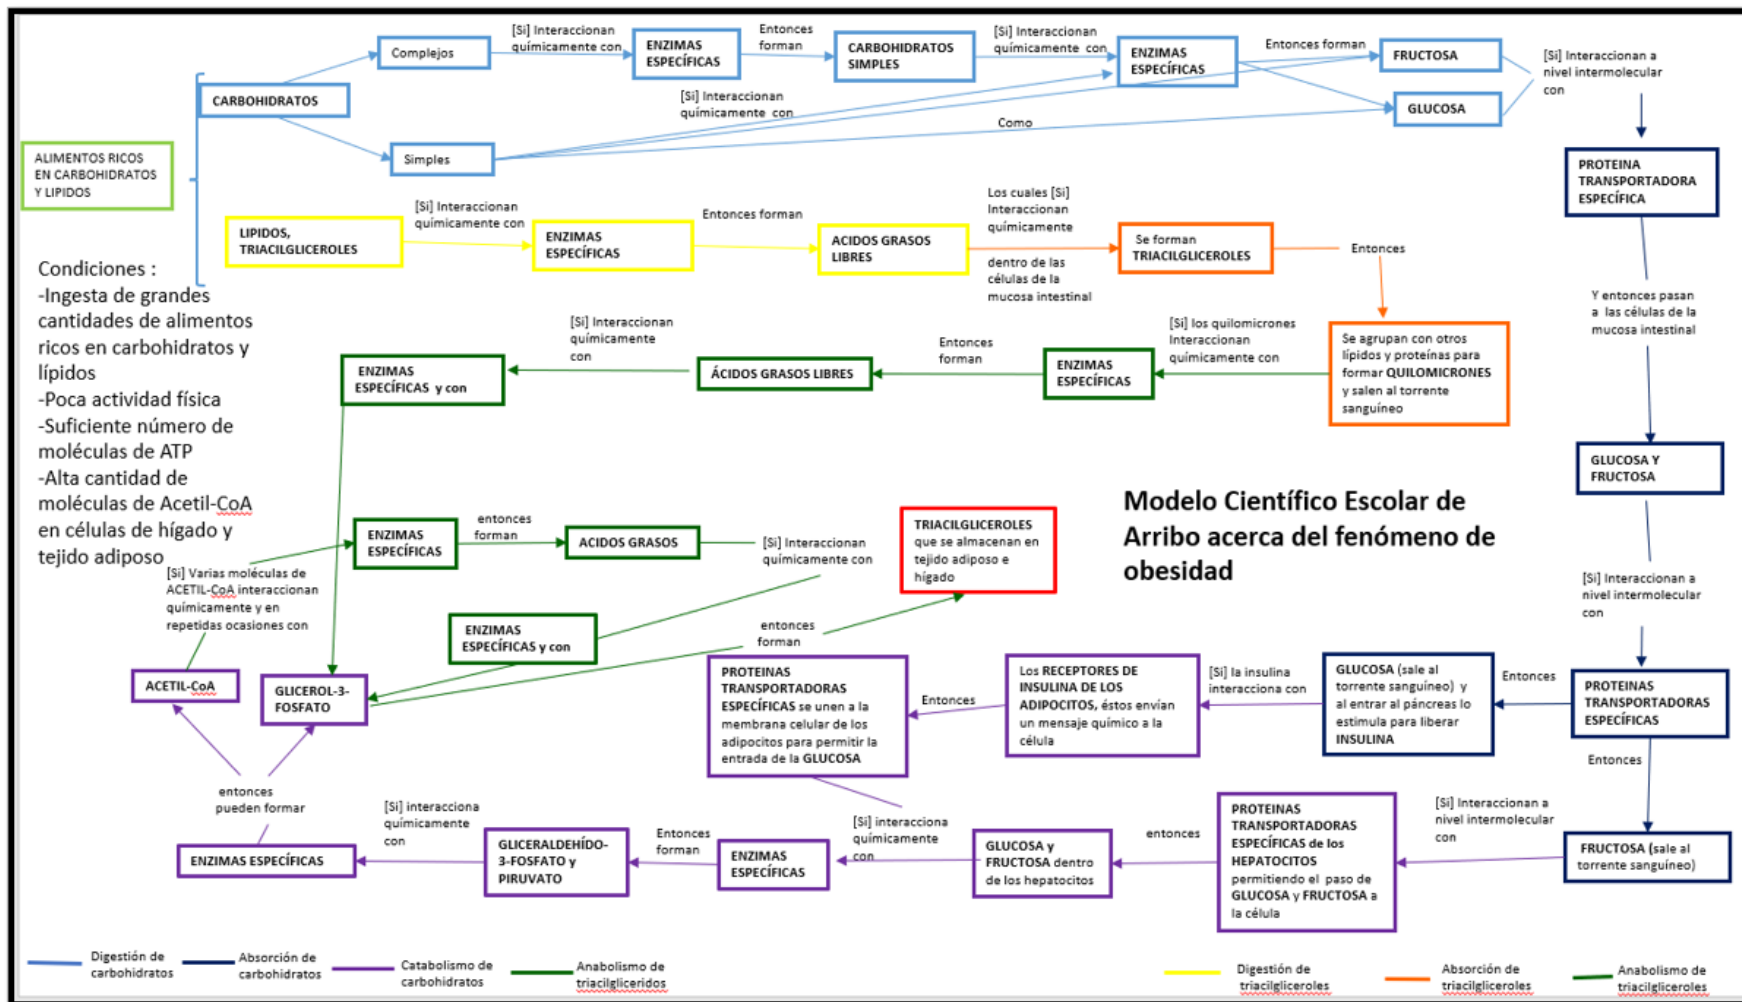 [Si] Interaccionan
químicamente con
Entonces
forman
[Si] Interaccionan
químicamente con
Entonces forman
[Si] Interaccionan a
nivel intermolecular
con
Complejos
ENZIMAS
ESPECÍFICAS
CARBOHIDRATOS
SIMPLES
ENZIMAS
ESPECÍFICAS
FRUCTOSA
GLUCOSA
CARBOHIDRATOS
[Si] Interaccionan
químicamente con
Como
Simples
ALIMENTOS RICOS
EN CARBOHIDRATOS
Y LIPIDOS
PROTEINA
TRANSPORTADORA
ESPECÍFICA
LIPIDOS,
TRIACILGLICEROLES
[Si] Interaccionan
químicamente con
ENZIMAS
ESPECÍFICAS
Entonces forman
ACIDOS GRASOS
LIBRES
Los cuales [Si]
Interaccionan
químicamente
dentro de las
células de la
mucosa intestinal
Se forman
TRIACILGLICEROLES
Entonces
Y entonces pasan
a las células de la
mucosa intestinal
Condiciones :
-Ingesta de grandes
cantidades de alimentos
ricos en carbohidratos y
lípidos
-Poca actividad física
-Suficiente número de
moléculas de ATP
-Alta cantidad de
moléculas de Acetil-CoA
en células de hígado y
tejido adiposo
Se agrupan con otros
lípidos y proteínas para
formar QUILOMICRONES
y salen al torrente
sanguíneo
[Si] los quilomicrones
Interaccionan
químicamente con
ENZIMAS
ESPECÍFICAS
Entonces
forman
ÁCIDOS GRASOS LIBRES
[Si] Interaccionan
químicamente
con
ENZIMAS
ESPECÍFICAS y con
GLUCOSA Y
FRUCTOSA
Modelo Científico Escolar de
Arribo acerca del fenómeno de
obesidad
ENZIMAS
ESPECÍFICAS
entonces
forman
ACIDOS GRASOS
[Si] Interaccionan
químicamente con
TRIACILGLICEROLES
que se almacenan en
tejido adiposo e
hígado
[Si] Varias moléculas de
ACETIL-CoA interaccionan
químicamente y en
repetidas ocasiones con
[Si] Interaccionan a
nivel intermolecular
con
ENZIMAS
ESPECÍFICAS y con
entonces
forman
ACETIL-CoA
GLICEROL-3-
FOSFATO
PROTEINAS
TRANSPORTADORAS
ESPECÍFICAS se unen a la
membrana celular de los
adipocitos para permitir la
entrada de la GLUCOSA
Entonces
Los RECEPTORES DE
INSULINA DE LOS
ADIPOCITOS, éstos envían
un mensaje químico a la
célula
[Si] la insulina
interacciona con
GLUCOSA (sale al
torrente sanguíneo) y
al entrar al páncreas lo
estimula para liberar
INSULINA
Entonces
PROTEINAS
TRANSPORTADORAS
ESPECÍFICAS
Entonces
entonces
pueden formar
ENZIMAS ESPECÍFICAS
[Si] interacciona
químicamente
con
GLICERALDEHÍDO-
3-FOSFATO y
PIRUVATO
Entonces
forman
ENZIMAS
ESPECÍFICAS
[Si] interacciona
químicamente
con
GLUCOSA y
FRUCTOSA dentro
de los hepatocitos
entonces
PROTEINAS
TRANSPORTADORAS
ESPECÍFICAS de los
HEPATOCITOS
permitiendo el paso de
GLUCOSA y FRUCTOSA a
la célula
[Si] Interaccionan a
nivel intermolecular
con
FRUCTOSA (sale al
torrente sanguíneo)
Digestión de
carbohidratos
Absorción de
carbohidratos
Catabolismo de
carbohidratos
Anabolismo de
triacilgliceridos
Digestión de
triacilgliceroles
Absorción de
triacilgliceroles
Anabolismo de
triacilgliceroles